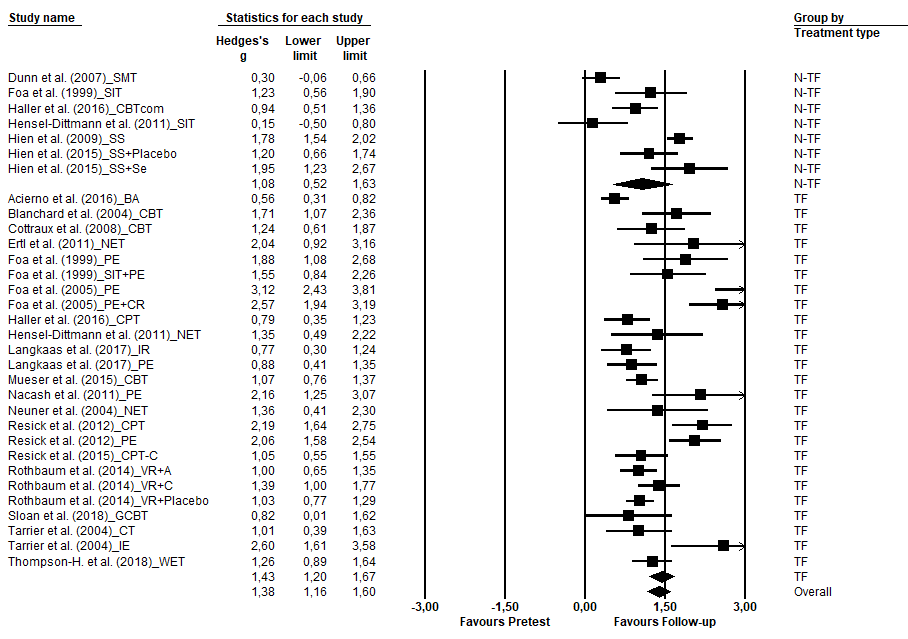 Study name Statistics for each study Group by
Treatment type
Hedges's g Lower limit Upper limit
Dunn et al. (2007)_SMT 0,30 -0,06 0,66 N-TF
Foa et al. (1999)_SIT 1,23 0,56 1,90 N-TF
Haller et al. (2016)_CBTcom 0,94 0,51 1,36 N-TF
Hensel-Dittmann et al. (2011)_SIT 0,15 -0,50 0,80 N-TF
Hien et al. (2009)_SS 1,78 1,54 2,02 N-TF
Hien et al. (2015)_SS+Placebo 1,20 0,66 1,74 N-TF
Hien et al. (2015)_SS+Se 1,95 1,23 2,67 N-TF
1,08 0,52 1,63 N-TF
Acierno et al. (2016)_BA 0,56 0,31 0,82 TF
Blanchard et al. (2004)_CBT 1,71 1,07 2,36 TF
Cottraux et al. (2008)_CBT 1,24 0,61 1,87 TF
Ertl et al. (2011)_NET 2,04 0,92 3,16 TF
Foa et al. (1999)_PE 1,88 1,08 2,68 TF
Foa et al. (1999)_SIT+PE 1,55 0,84 2,26 TF
Foa et al. (2005)_PE 3,12 2,43 3,81 TF
Foa et al. (2005)_PE+CR 2,57 1,94 3,19 TF
Haller et al. (2016)_CPT 0,79 0,35 1,23 TF
Hensel-Dittmann et al. (2011)_NET 1,35 0,49 2,22 TF
Langkaas et al. (2017)_IR 0,77 0,30 1,24 TF
Langkaas et al. (2017)_PE 0,88 0,41 1,35 TF
Mueser et al. (2015)_CBT 1,07 0,76 1,37 TF
Nacash et al. (2011)_PE 2,16 1,25 3,07 TF
Neuner et al. (2004)_NET 1,36 0,41 2,30 TF
Resick et al. (2012)_CPT 2,19 1,64 2,75 TF
Resick et al. (2012)_PE 2,06 1,58 2,54 TF
Resick et al. (2015)_CPT-C 1,05 0,55 1,55 TF
Rothbaum et al. (2014)_VR+A 1,00 0,65 1,35 TF
Rothbaum et al. (2014)_VR+C 1,39 1,00 1,77 TF
Rothbaum et al. (2014)_VR+Placebo 1,03 0,77 1,29 TF
Sloan et al. (2018)_GCBT 0,82 0,01 1,62 TF
Tarrier et al. (2004)_CT 1,01 0,39 1,63 TF
Tarrier et al. (2004)_IE 2,60 1,61 3,58 TF
Thompson-H. et al. (2018)_WET 1,26 0,89 1,64 TF
1,43 1,20 1,67 TF
1,38 1,16 1,60 Overall
-3,00 -1,50 0,00 1,50 3,00
Favours Pretest Favours Follow-up